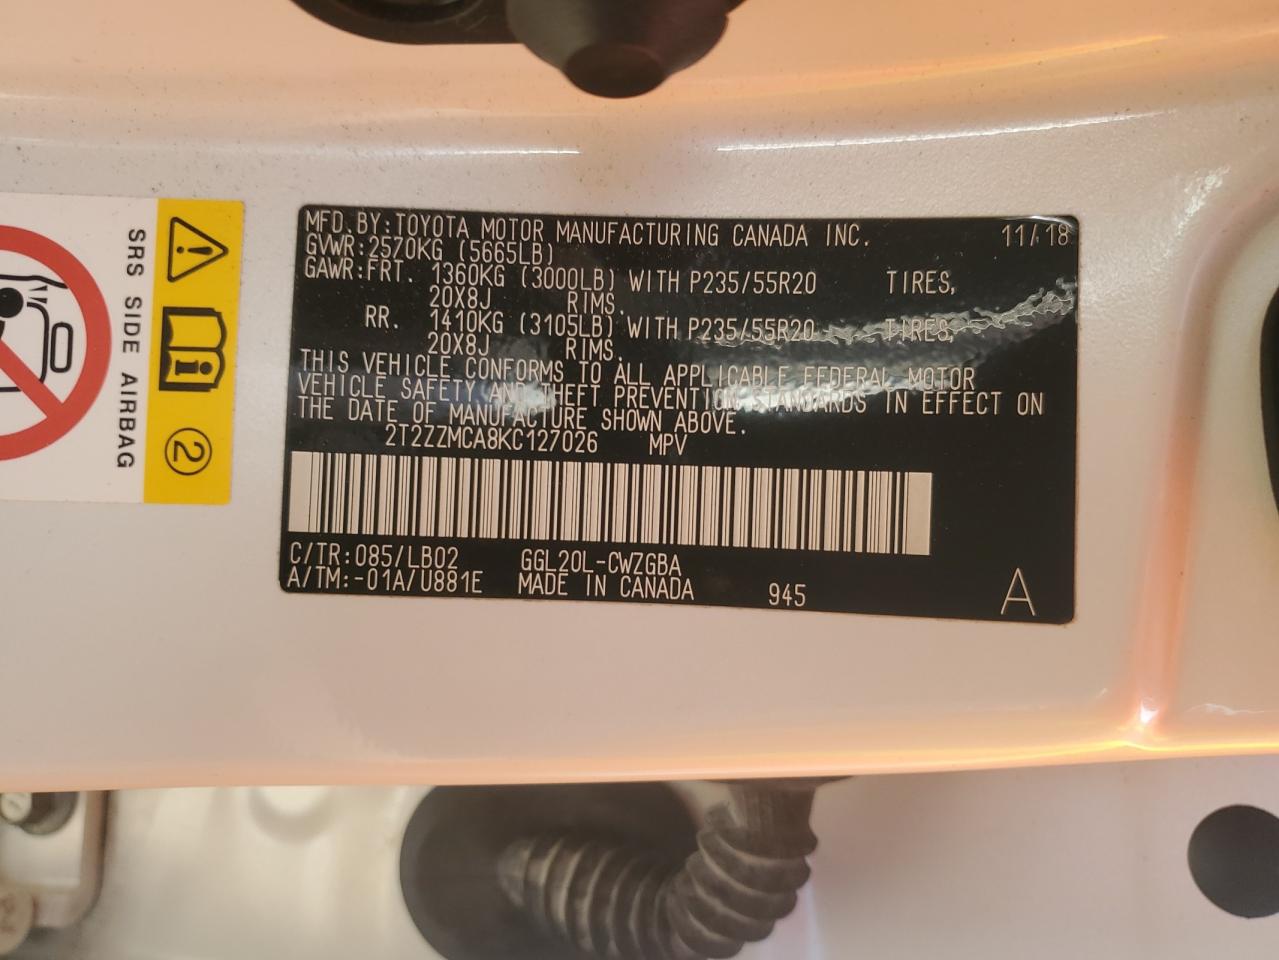 MFD.BY:TOYOTA MOTOR MANUFACTURING CANADA INC. 11/18
GVWR:2570KG (5665LB)
GAWR:FRT. 1360KG (3000LB) WITH P235/55R20 TIRES,
20X8J RIMS.
RR. 1410KG (3105LB) WITH P235/55R20 TIRES,
20X8J RIMS.
THIS VEHICLE CONFORMS TO ALL APPLICABLE FEDERAL MOTOR
VEHICLE SAFETY AND THEFT PREVENTION STANDARDS IN EFFECT ON
THE DATE OF MANUFACTURE SHOWN ABOVE.
2T2ZZMCA8KC127026 MPV
C/TR:085/LB02 GGL20L-CWZGBA
A/TM:-01A/U881E MADE IN CANADA 945 A
SRS SIDE AIRBAG
2